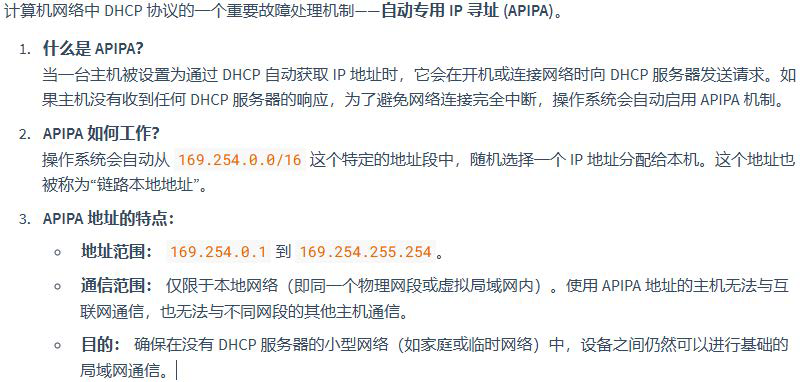 计算机网络中 DHCP 协议的一个重要故障处理机制——自动专用 IP 寻址 (APIPA)。
1. 什么是 APIPA？
当一台主机被设置为通过 DHCP 自动获取 IP 地址时，它会在开机或连接网络时向 DHCP 服务器发送请求。如
果主机没有收到任何 DHCP 服务器的响应，为了避免网络连接完全中断，操作系统会自动启用 APIPA 机制。
2. APIPA 如何工作？
操作系统会自动从 169.254.0.0/16 这个特定的地址段中，随机选择一个 IP 地址分配给本机。这个地址也
被称为“链路本地地址”。
3. APIPA 地址的特点：
○ 地址范围： 169.254.0.1 到 169.254.255.254。
○ 通信范围： 仅限于本地网络（即同一个物理网段或虚拟局域网内）。使用 APIPA 地址的主机无法与互
联网通信，也无法与不同网段的其他主机通信。
○ 目的： 确保在没有 DHCP 服务器的小型网络（如家庭或临时网络）中，设备之间仍然可以进行基础的
局域网通信。